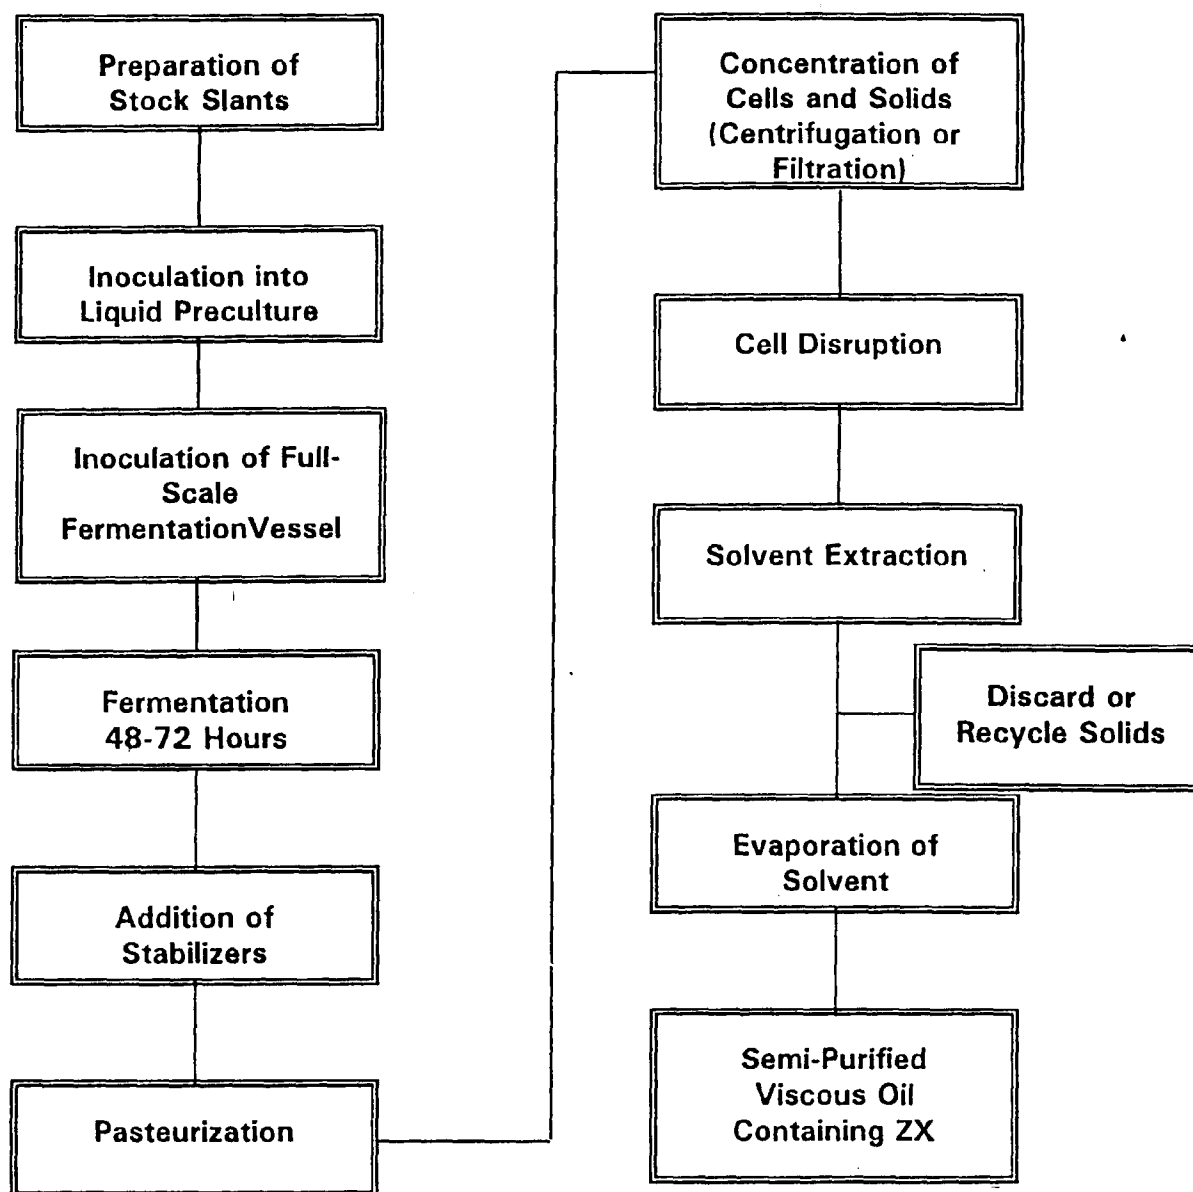 Preparation of
Stock Slants
Inoculation into
Liquid Preculture
Inoculation of Full-
Scale
FermentationVessel
Fermentation
48-72 Hours
Addition of
Stabilizers
Pasteurization
Concentration of
Cells and Solids
(Centrifugation or
Filtration)
Cell Disruption
Solvent Extraction
Discard or
Recycle Solids
Evaporation of
Solvent
Semi-Purified
Viscous Oil
Containing ZX